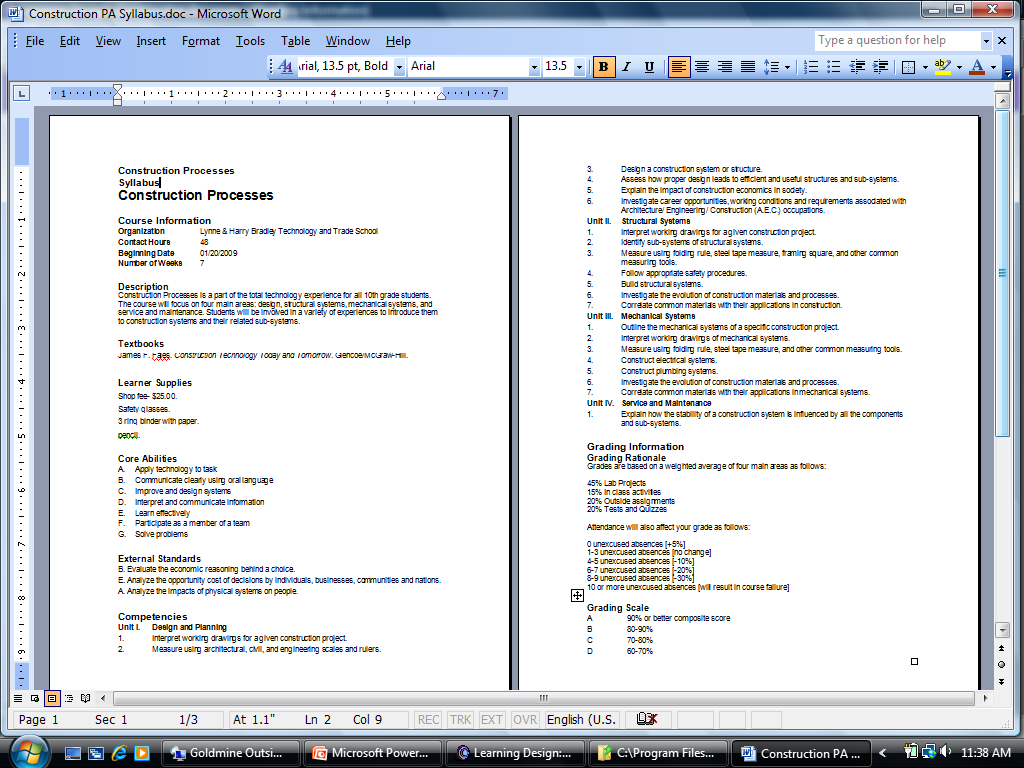 Construction PA Syllabus.doc - Microsoft Word
File Edit View Insert Format Tools Table Window Help
Type a question for help
Arial, 13.5 pt, Bold Arial 13.5 B I U
1 1 2 3 4 5 7
Construction Processes
Syllabus
Construction Processes
Course Information
Organization Lynne & Harry Bradley Technology and Trade School
Contact Hours 48
Beginning Date 01/20/2009
Number of Weeks 7
Description
Construction Processes is a part of the total technology experience for all 10th grade students.
The course will focus on four main areas: design, structural systems, mechanical systems, and
service and maintenance. Students will be involved in a variety of experiences to introduce them
to construction systems and their related sub-systems.
Textbooks
James F. Fales. Construction Technology Today and Tomorrow. Glencoe/McGraw-Hill.
Learner Supplies
Shop fee- $25.00.
Safety glasses.
3 ring binder with paper.
pencil.
Core Abilities
A. Apply technology to task
B. Communicate clearly using oral language
C. Improve and design systems
D. Interpret and communicate information
E. Learn effectively
F. Participate as a member of a team
G. Solve problems
External Standards
B. Evaluate the economic reasoning behind a choice.
E. Analyze the opportunity cost of decisions by individuals, businesses, communities and nations.
A. Analyze the impacts of physical systems on people.
Competencies
Unit I. Design and Planning
1. Interpret working drawings for a given construction project.
2. Measure using architectural, civil, and engineering scales and rulers.
3. Design a construction system or structure.
4. Assess how proper design leads to efficient and useful structures and sub-systems.
5. Explain the impact of construction economics in society.
6. Investigate career opportunities, working conditions and requirements associated with
Architecture/ Engineering/ Construction (A.E.C.) occupations.
Unit II. Structural Systems
1. Interpret working drawings for a given construction project.
2. Identify sub-systems of structural systems.
3. Measure using folding rule, steel tape measure, framing square, and other common
measuring tools.
4. Follow appropriate safety procedures.
5. Build structural systems.
6. Investigate the evolution of construction materials and processes.
7. Correlate common materials with their applications in construction.
Unit III. Mechanical Systems
1. Outline the mechanical systems of a specific construction project.
2. Interpret working drawings of mechanical systems.
3. Measure using folding rule, steel tape measure, and other common measuring tools.
4. Construct electrical systems.
5. Construct plumbing systems.
6. Investigate the evolution of construction materials and processes.
7. Correlate common materials with their applications in mechanical systems.
Unit IV. Service and Maintenance
1. Explain how the stability of a construction system is influenced by all the components
and sub-systems.
Grading Information
Grading Rationale
Grades are based on a weighted average of four main areas as follows:
45% Lab Projects
15% In class activities
20% Outside assignments
20% Tests and Quizzes
Attendance will also affect your grade as follows:
0 unexcused absences [+5%]
1-3 unexcused absences [no change]
4-5 unexcused absences [-10%]
6-7 unexcused absences [-20%]
8-9 unexcused absences [-30%]
10 or more unexcused absences [will result in course failure]
Grading Scale
A 90% or better composite score
B 80-90%
C 70-80%
D 60-70%
Page 1 Sec 1 1/3 At 1.1" Ln 2 Col 9 REC TRK EXT OVR English (U.S.
Goldmine Outsi... Microsoft Power... Learning Design:... C:\Program Files... Construction PA ... 11:38 AM